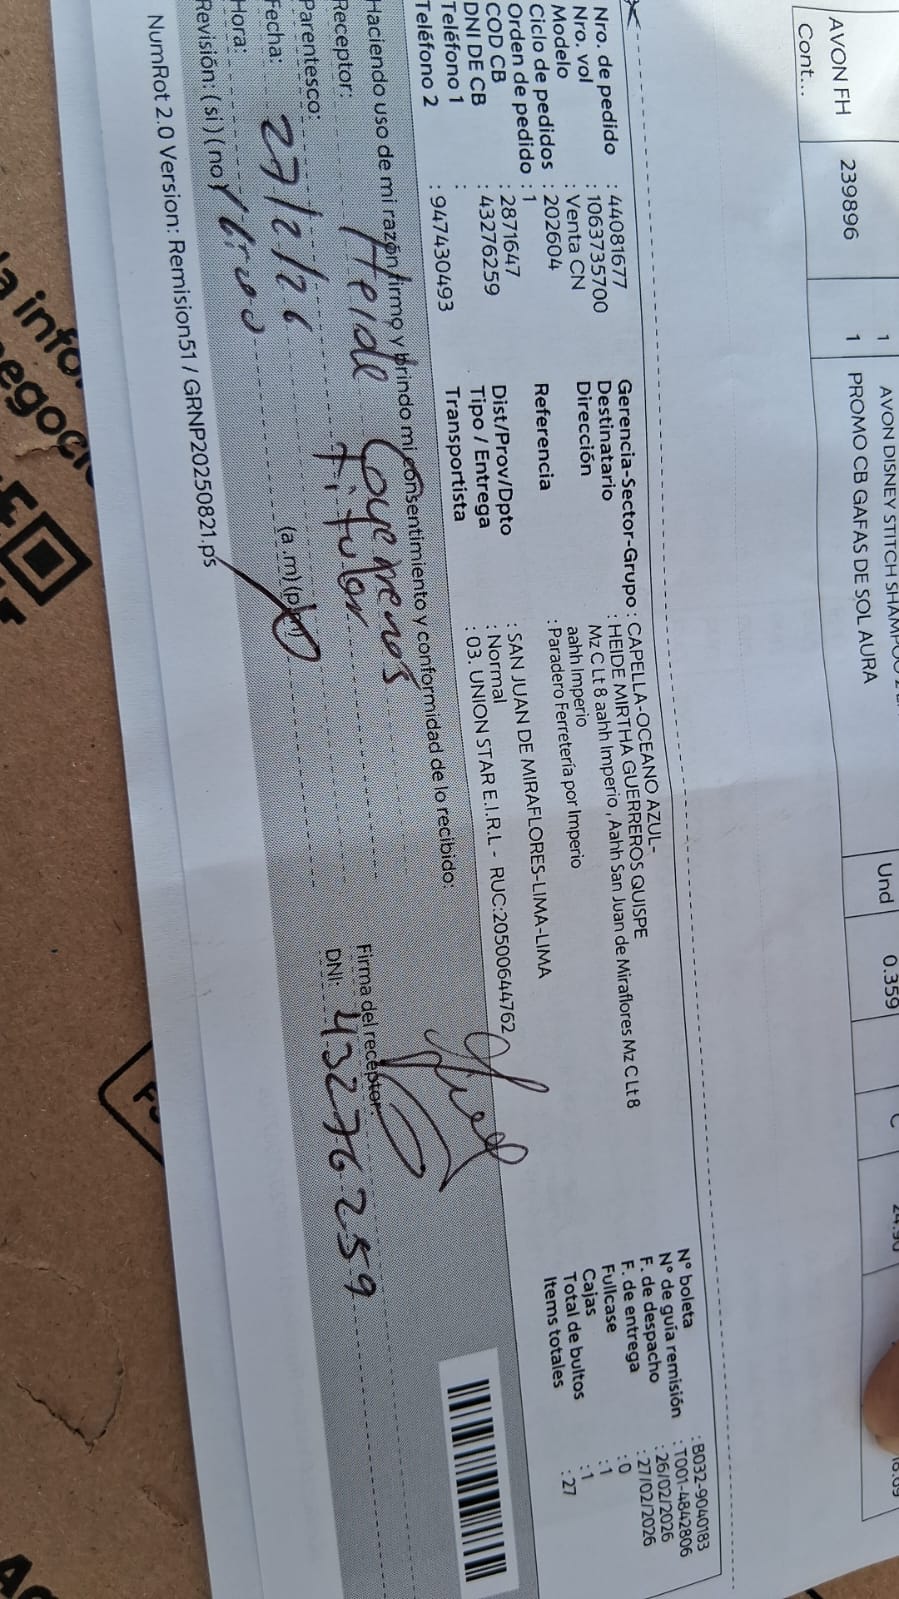 1 AVON DISNEY STITCH SHAMPOO Und 0.359 C
AVON FH 239896 1 PROMO CB GAFAS DE SOL AURA
Cont...
Nro. de pedido : 44081677
Nro. vol : 1063735700
Modelo : Venta CN
Ciclo de pedidos : 202604
Orden de pedido : 1
COD CB : 2871647
DNI DE CB : 43276259
Teléfono 1 :
Teléfono 2 : 947430493
Gerencia-Sector-Grupo : CAPELLA-OCEANO AZUL-
Destinatario : HEIDE MIRTHA GUERREROS QUISPE
Dirección Mz C Lt 8 aahh Imperio , Aahh San Juan de Miraflores Mz C Lt 8
aahh Imperio
Referencia : Paradero Ferretería por Imperio
Dist/Prov/Dpto : SAN JUAN DE MIRAFLORES-LIMA-LIMA
Tipo / Entrega : Normal
Transportista : 03. UNION STAR E.I.R.L - RUC:20500644762
N° boleta : B032-9040183
N° de guía remisión : T001-4842806
F. de despacho : 26/02/2026
F. de entrega : 27/02/2026
Fullcase : 0
Cajas : 1
Total de bultos : 1
Items totales : 27
Haciendo uso de mi razón firmo y brindo mi consentimiento y conformidad de lo recibido:
Receptor: Heide
Parentesco: Titular
Fecha: 27/2/26
Hora: (a .m) (p.m)
Revisión: ( si ) ( no )
Firma del receptor:
DNI: 43276259
NumRot 2.0 Version: Remision51 / GRNP20250821.ps